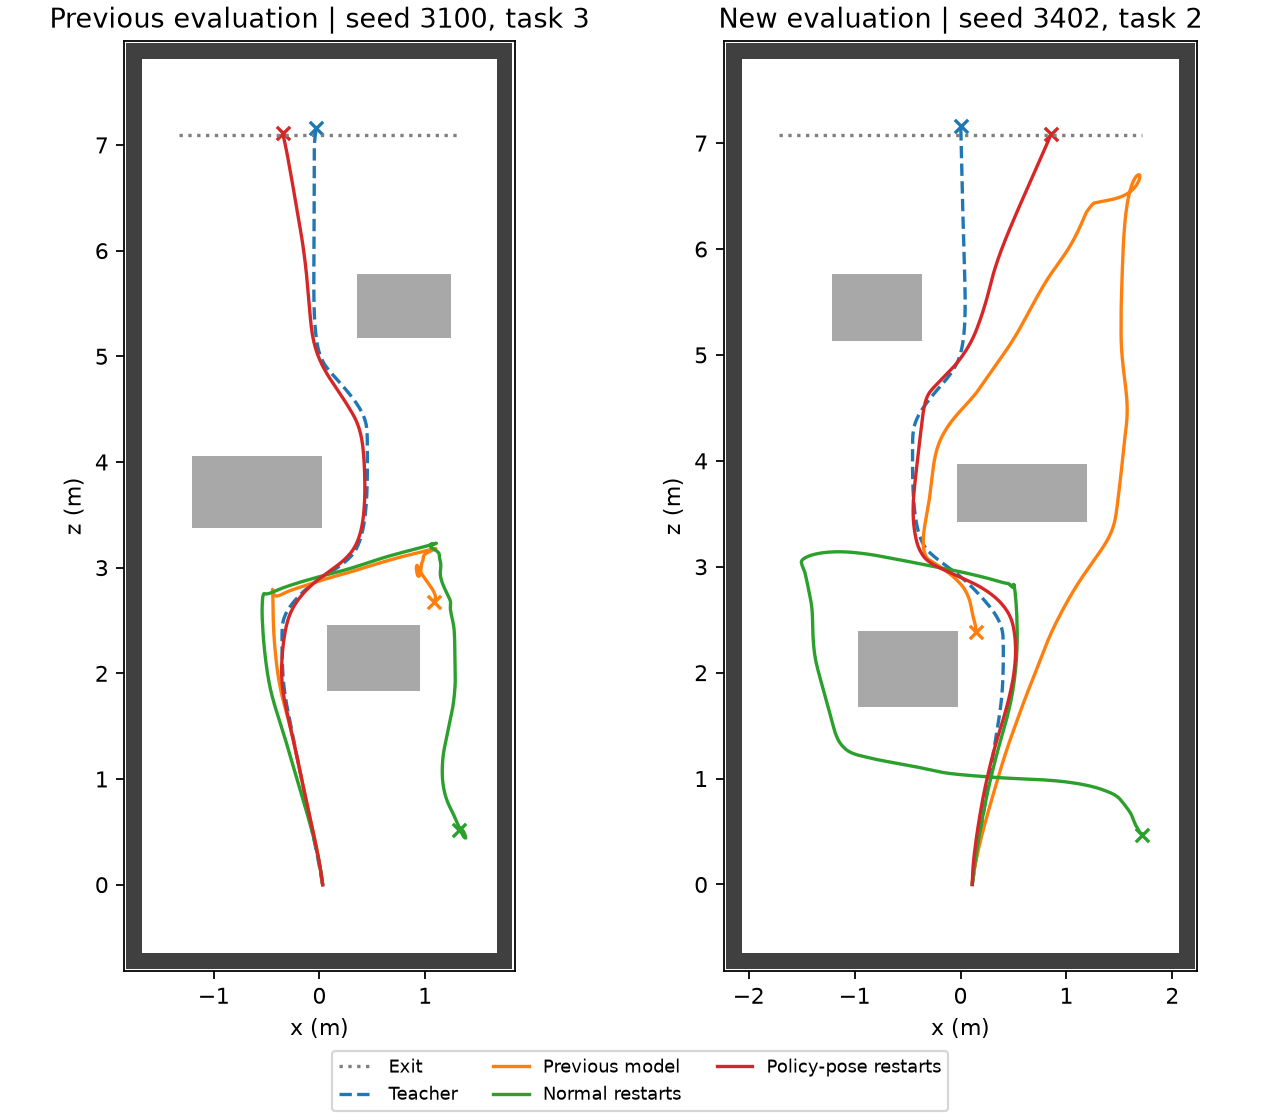 Previous evaluation | seed 3100, task 3
New evaluation | seed 3402, task 2
7
6
5
4
3
2
1
0
z (m)
−1
0
1
x (m)
7
6
5
4
3
2
1
0
z (m)
−2
−1
0
1
2
x (m)
Exit
Teacher
Previous model
Normal restarts
Policy-pose restarts